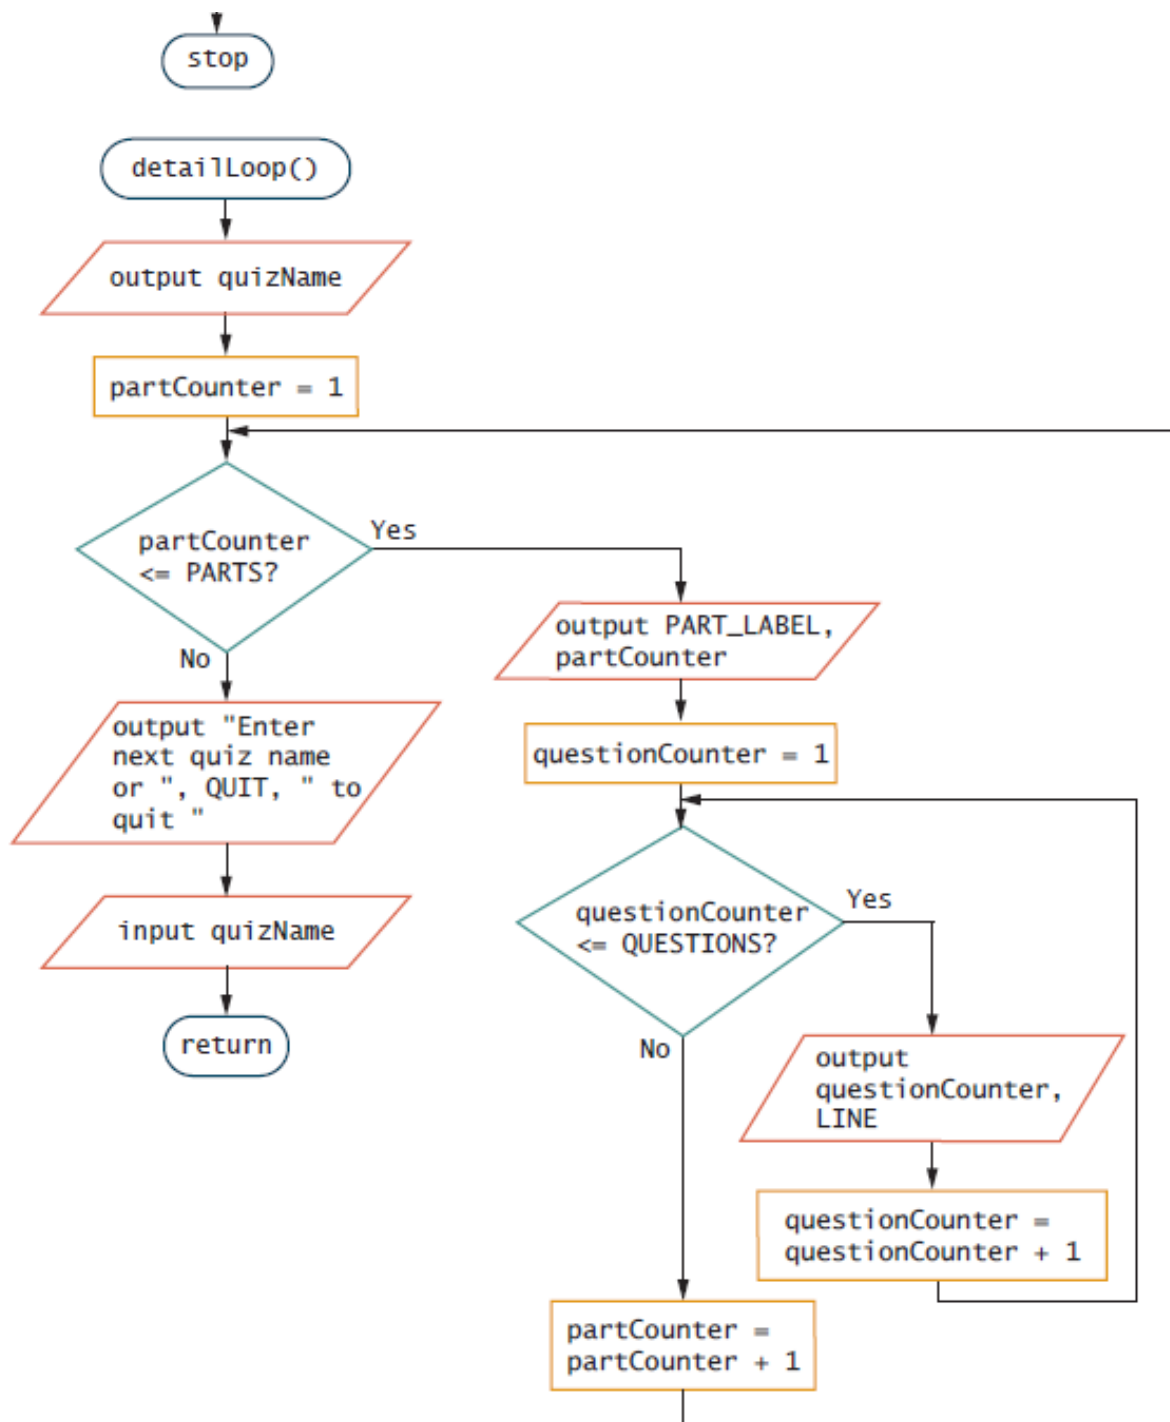 stop
detailLoop()
output quizName
partCounter = 1
partCounter
<= PARTS?
Yes
No
output "Enter
next quiz name
or ", QUIT, " to
quit "
input quizName
return
output PART_LABEL,
partCounter
questionCounter = 1
questionCounter
<= QUESTIONS?
Yes
No
output
questionCounter,
LINE
questionCounter =
questionCounter + 1
partCounter =
partCounter + 1